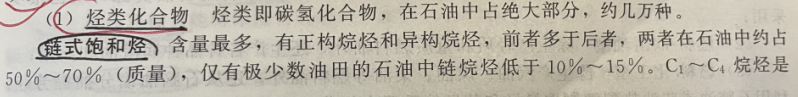 (1) 烃类化合物 烃类即碳氢化合物，在石油中占绝大部分，约几万种。
链式饱和烃，含量最多，有正构烷烃和异构烷烃，前者多于后者，两者在石油中约占
50%～70%（质量），仅有极少数油田的石油中链烷烃低于 10%～15%。C₁～C₄ 烷烃是